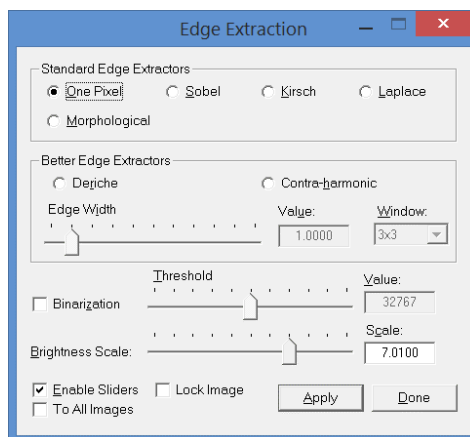 Edge Extraction
Standard Edge Extractors
One Pixel Sobel Kirsch Laplace
Morphological
Better Edge Extractors
Deriche Contra-harmonic
Edge Width Value: Window:
1.0000 3x3
Threshold Value:
Binarization 32767
Scale:
Brightness Scale: 7.0100
Enable Sliders Lock Image Apply Done
To All Images